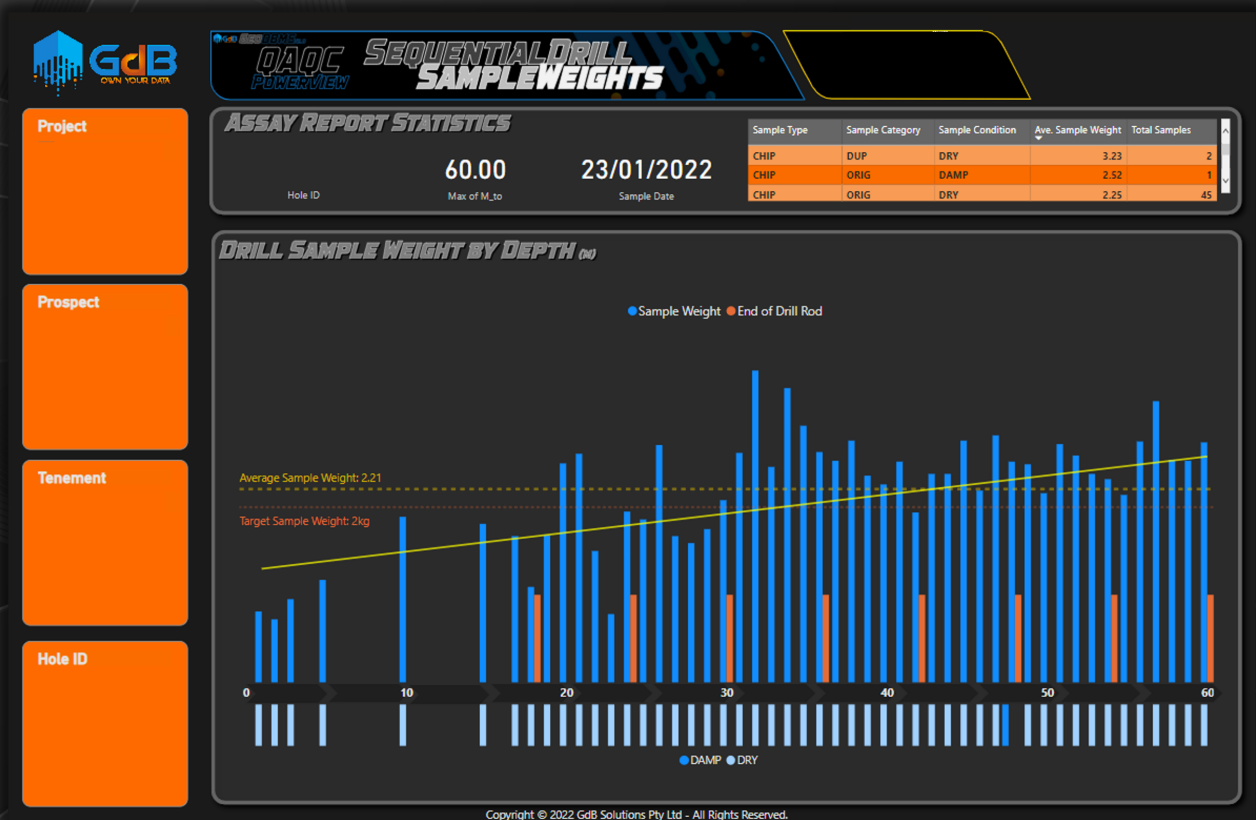 GdB
OWN YOUR DATA
QAQC
POWERVIEW
SEQUENTIAL DRILL
SAMPLE WEIGHTS
Project
Prospect
Tenement
Hole ID
ASSAY REPORT STATISTICS
Hole ID
60.00
Max of M_to
23/01/2022
Sample Date
Sample Type Sample Category Sample Condition Ave. Sample Weight Total Samples
CHIP DUP DRY 3.23 2
CHIP ORIG DAMP 2.52 1
CHIP ORIG DRY 2.25 45
DRILL SAMPLE WEIGHT BY DEPTH (M)
Sample Weight End of Drill Rod
Average Sample Weight: 2.21
Target Sample Weight: 2kg
0 10 20 30 40 50 60
DAMP DRY
Copyright © 2022 GdB Solutions Pty Ltd - All Rights Reserved.